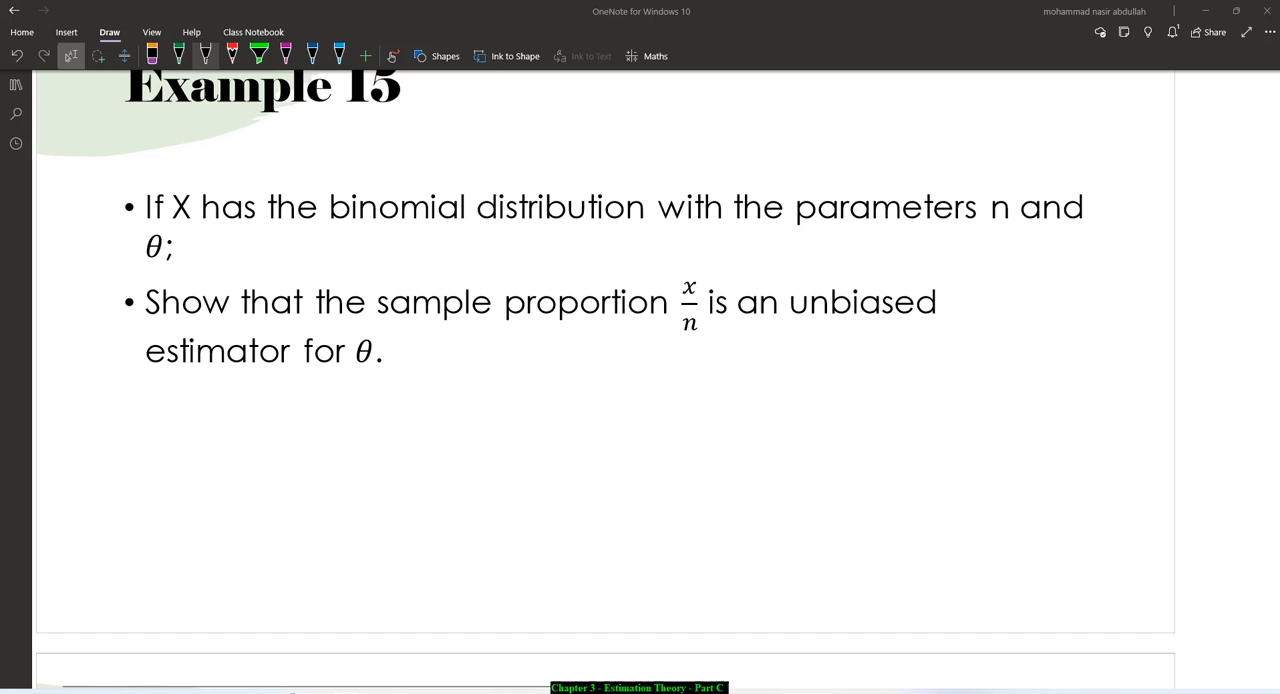 OneNote for Windows 10
mohammad nasir abdullah
Home Insert Draw View Help Class Notebook
Share
Shapes Ink to Shape Ink to Text Maths
Example 15
• If X has the binomial distribution with the parameters n and
θ;
• Show that the sample proportion x/n is an unbiased
estimator for θ.
Chapter 3 - Estimation Theory - Part C